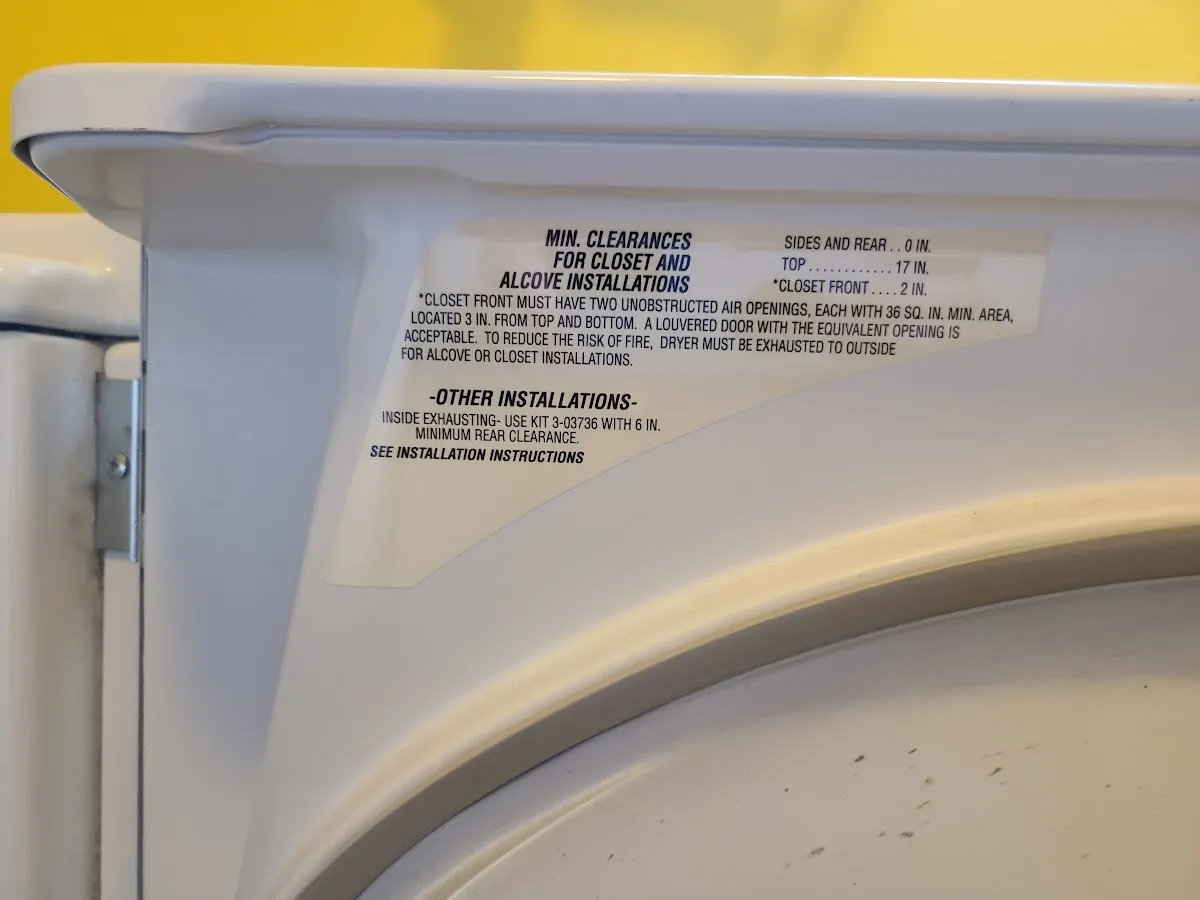 MIN. CLEARANCES
FOR CLOSET AND
ALCOVE INSTALLATIONS
SIDES AND REAR . . 0 IN.
TOP . . . . . . . . . . . . 17 IN.
*CLOSET FRONT . . . . 2 IN.
*CLOSET FRONT MUST HAVE TWO UNOBSTRUCTED AIR OPENINGS, EACH WITH 36 SQ. IN. MIN. AREA,
LOCATED 3 IN. FROM TOP AND BOTTOM. A LOUVERED DOOR WITH THE EQUIVALENT OPENING IS
ACCEPTABLE. TO REDUCE THE RISK OF FIRE, DRYER MUST BE EXHAUSTED TO OUTSIDE
FOR ALCOVE OR CLOSET INSTALLATIONS.
-OTHER INSTALLATIONS-
INSIDE EXHAUSTING- USE KIT 3-03736 WITH 6 IN.
MINIMUM REAR CLEARANCE.
SEE INSTALLATION INSTRUCTIONS